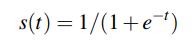 s(t) = 1/(1+e⁻ᵗ)